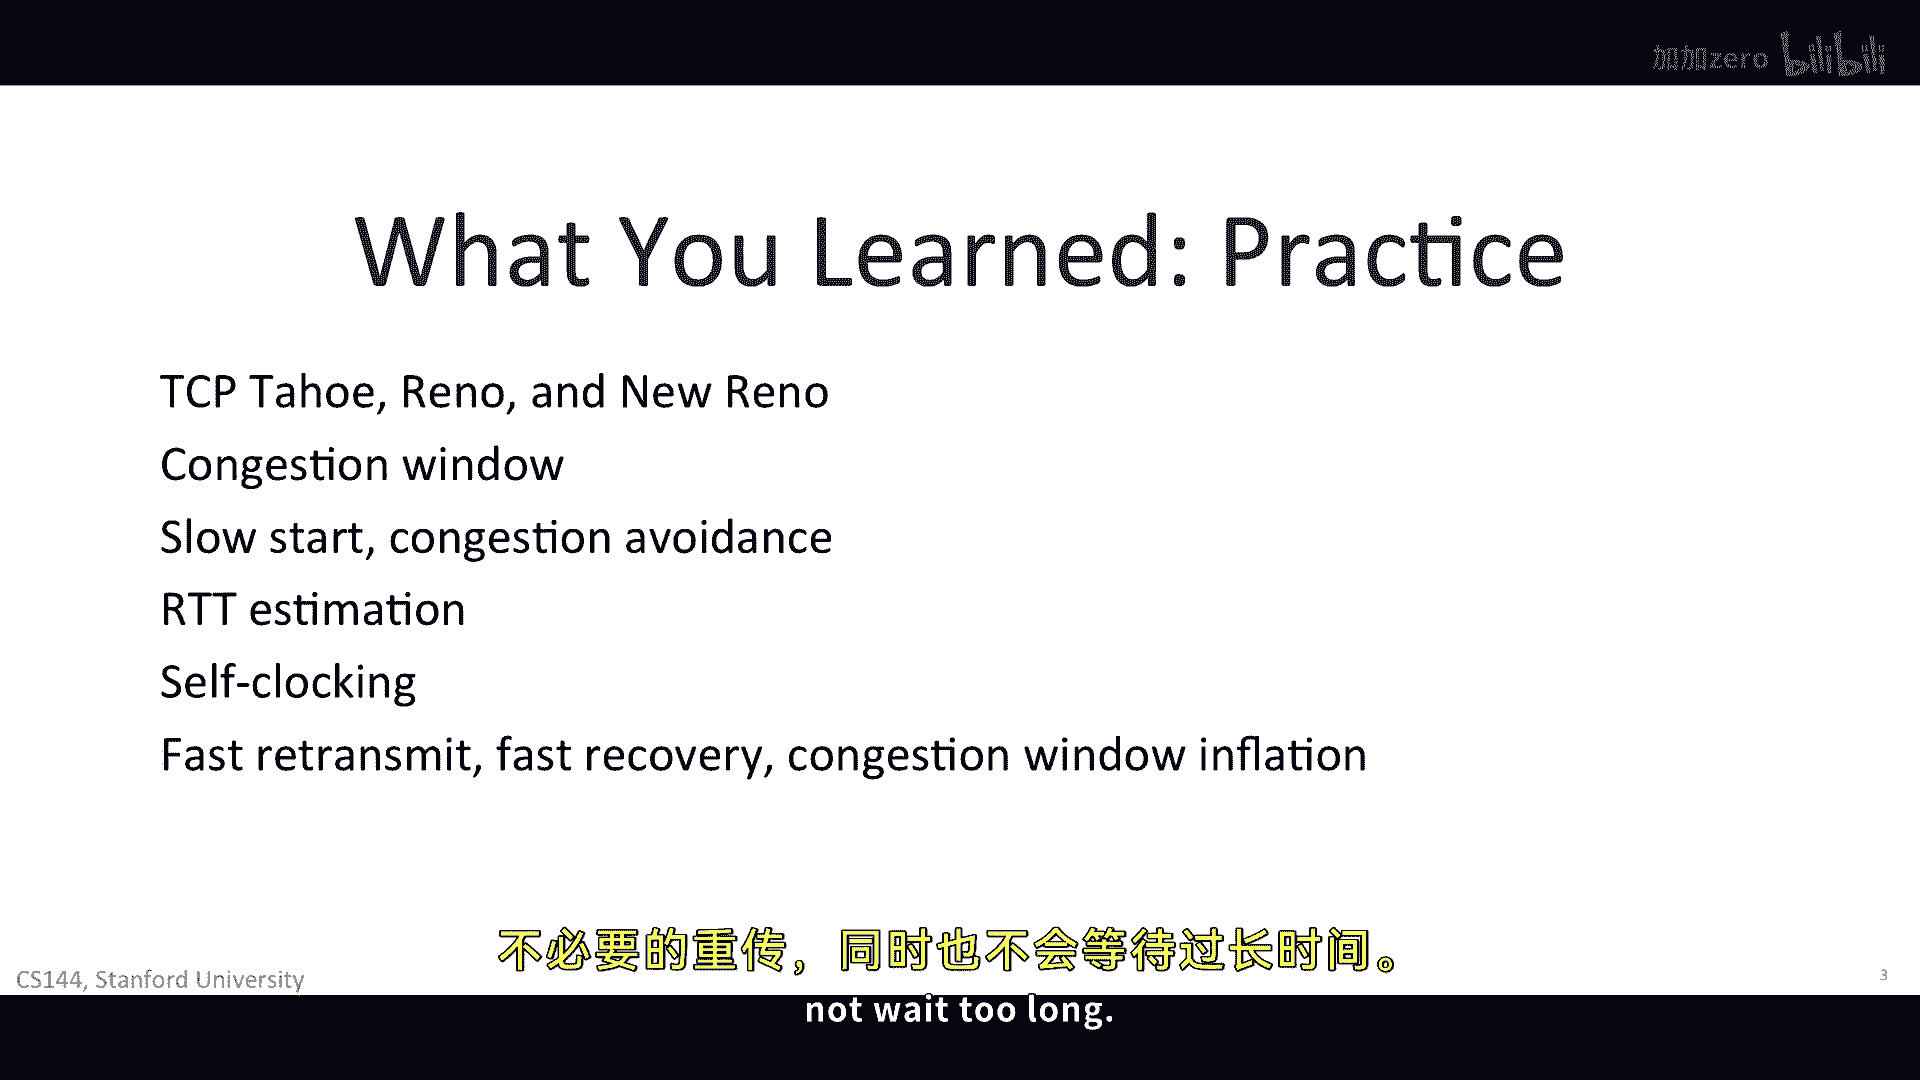 加加zero bilibili
What You Learned: Practice
TCP Tahoe, Reno, and New Reno
Congestion window
Slow start, congestion avoidance
RTT estimation
Self-clocking
Fast retransmit, fast recovery, congestion window inflation
不必要的重传，同时也不会等待过长时间。
CS144, Stanford University
3
not wait too long.